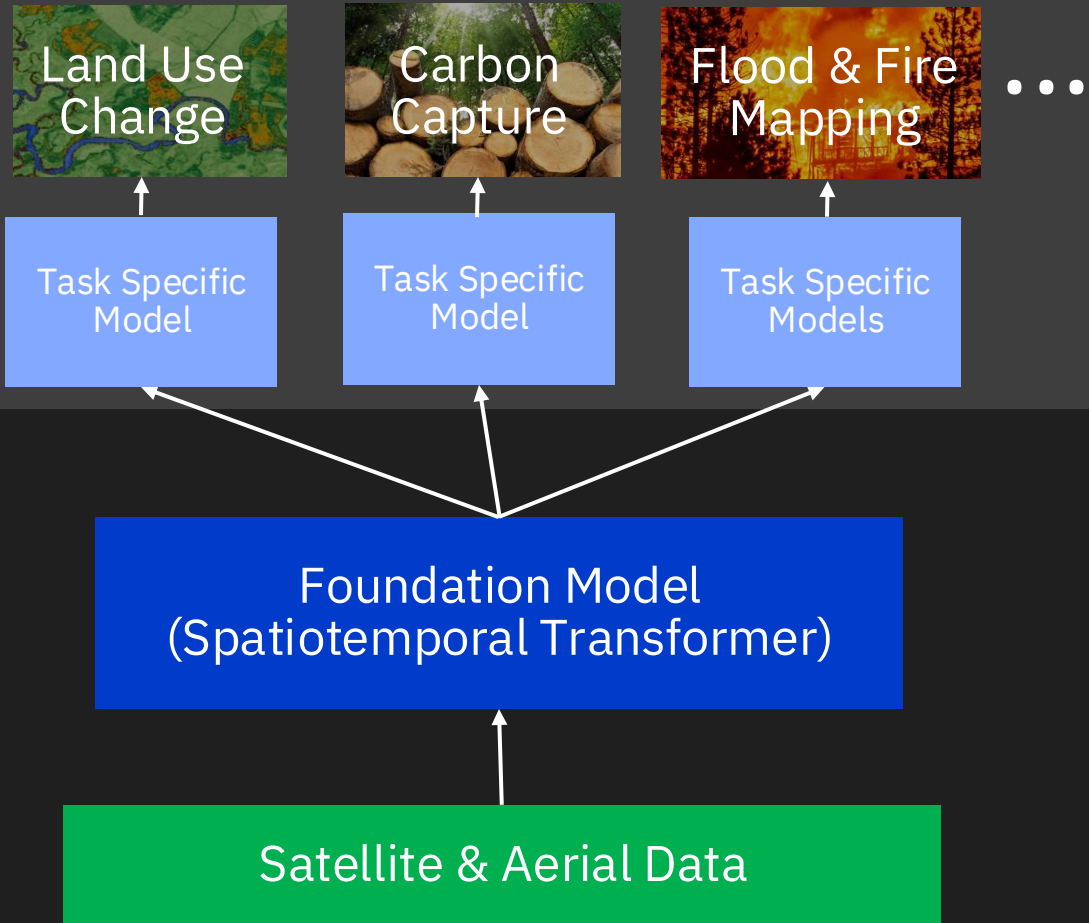 Land Use
Change
Carbon
Capture
Flood & Fire
Mapping
...
Task Specific
Model
Task Specific
Model
Task Specific
Models
Foundation Model
(Spatiotemporal Transformer)
Satellite & Aerial Data